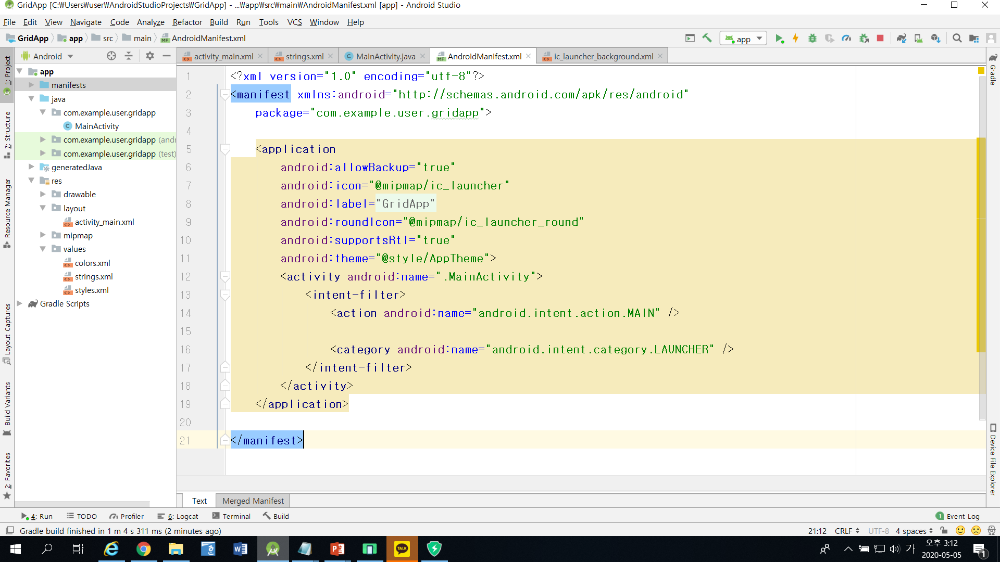 GridApp [C:₩Users₩user₩AndroidStudioProjects₩GridApp] - ...₩app₩src₩main₩AndroidManifest.xml [app] - Android Studio
File Edit View Navigate Code Analyze Refactor Build Run Tools VCS Window Help
GridApp app src main AndroidManifest.xml app
Android activity_main.xml strings.xml MainActivity.java AndroidManifest.xml ic_launcher_background.xml
1: Project
7: Structure
Resource Manager
Layout Captures
Build Variants
2: Favorites
app
manifests
java
com.example.user.gridapp
MainActivity
com.example.user.gridapp (andr
com.example.user.gridapp (test)
generatedJava
res
drawable
layout
activity_main.xml
mipmap
values
colors.xml
strings.xml
styles.xml
Gradle Scripts
1 <?xml version="1.0" encoding="utf-8"?>
2 <manifest xmlns:android="http://schemas.android.com/apk/res/android"
3 package="com.example.user.gridapp">
4
5 <application
6 android:allowBackup="true"
7 android:icon="@mipmap/ic_launcher"
8 android:label="GridApp"
9 android:roundIcon="@mipmap/ic_launcher_round"
10 android:supportsRtl="true"
11 android:theme="@style/AppTheme">
12 <activity android:name=".MainActivity">
13 <intent-filter>
14 <action android:name="android.intent.action.MAIN" />
15
16 <category android:name="android.intent.category.LAUNCHER" />
17 </intent-filter>
18 </activity>
19 </application>
20
21 </manifest>
Gradle
Device File Explorer
Text Merged Manifest
4: Run TODO Profiler 6: Logcat Terminal Build 1 Event Log
Gradle build finished in 1 m 4 s 311 ms (2 minutes ago) 21:12 CRLF UTF-8 4 spaces
TALK
가
오후 3:12
2020-05-05
1